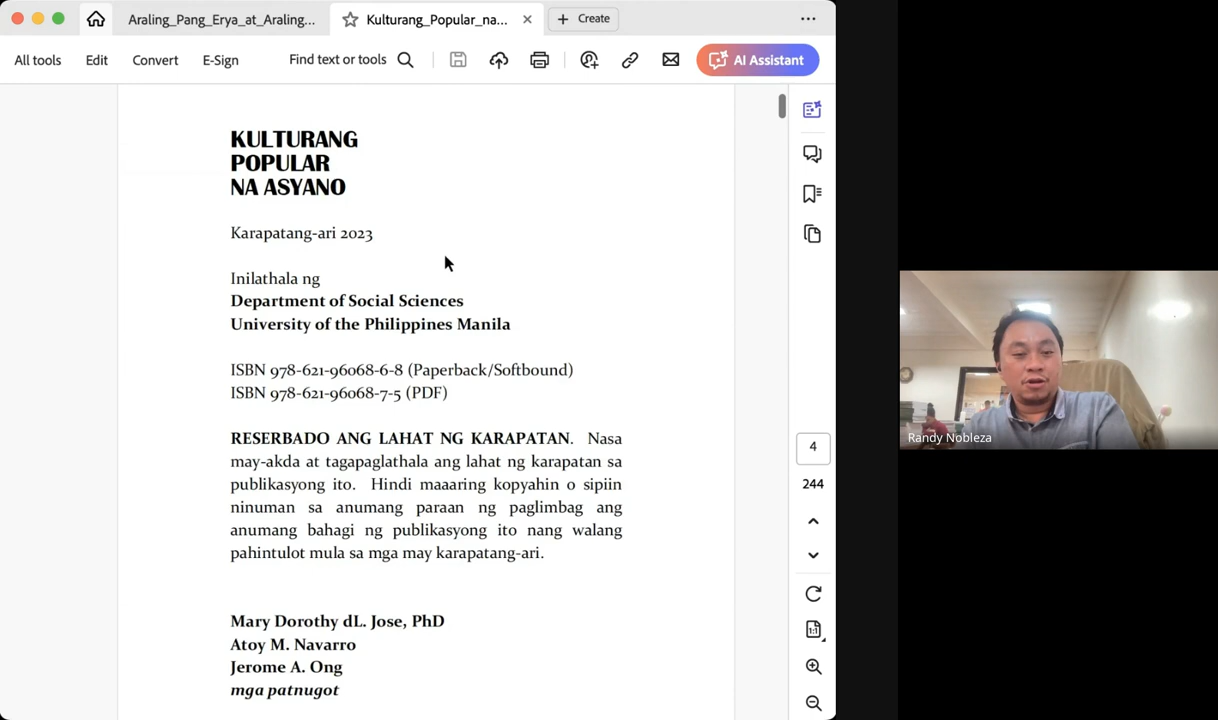 Araling_Pang_Erya_at_Araling...
Kulturang_Popular_na...
Create
All tools
Edit
Convert
E-Sign
Find text or tools
AI Assistant
KULTURANG
POPULAR
NA ASYANO
Karapatang-ari 2023
Inilathala ng
Department of Social Sciences
University of the Philippines Manila
ISBN 978-621-96068-6-8 (Paperback/Softbound)
ISBN 978-621-96068-7-5 (PDF)
RESERBADO ANG LAHAT NG KARAPATAN. Nasa
may-akda at tagapaglathala ang lahat ng karapatan sa
publikasyong ito. Hindi maaaring kopyahin o sipiin
ninuman sa anumang paraan ng paglimbag ang
anumang bahagi ng publikasyong ito nang walang
pahintulot mula sa mga may karapatang-ari.
Mary Dorothy dL. Jose, PhD
Atoy M. Navarro
Jerome A. Ong
mga patnugot
4
244
1:1
Randy Nobleza